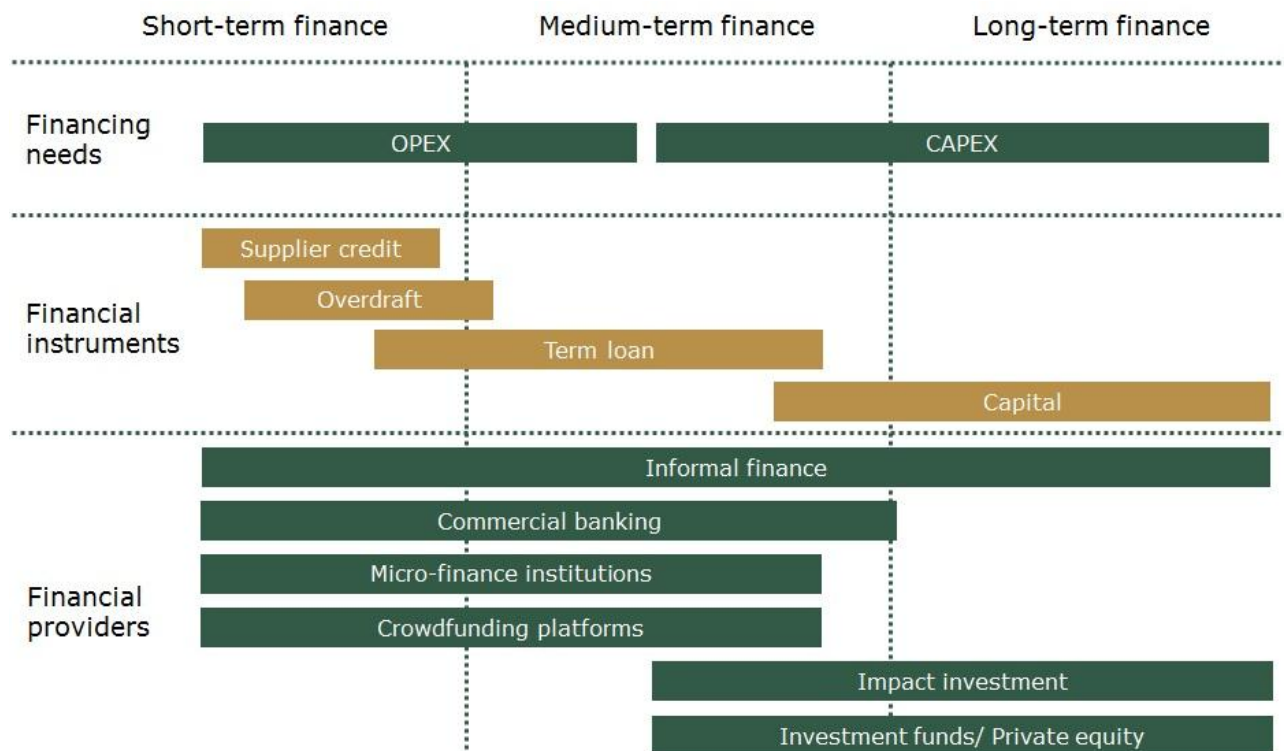 Short-term finance
Medium-term finance
Long-term finance
Financing
needs
OPEX
CAPEX
Financial
instruments
Supplier credit
Overdraft
Term loan
Capital
Financial
providers
Informal finance
Commercial banking
Micro-finance institutions
Crowdfunding platforms
Impact investment
Investment funds/ Private equity